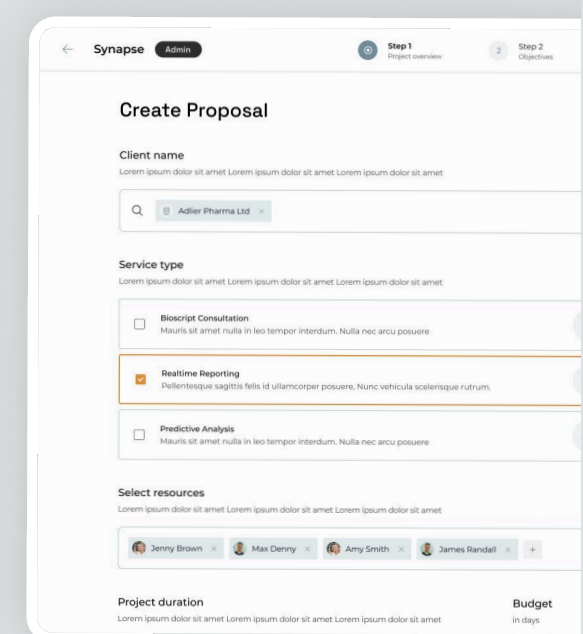 Synapse
Admin
Step 1
Project overview
2
Step 2
Objectives
Create Proposal
Client name
Lorem ipsum dolor sit amet Lorem ipsum dolor sit amet Lorem ipsum dolor sit amet
Adlier Pharma Ltd
Service type
Lorem ipsum dolor sit amet Lorem ipsum dolor sit amet Lorem ipsum dolor sit amet
Bioscript Consultation
Mauris sit amet nulla in leo tempor interdum. Nulla nec arcu posuere
Realtime Reporting
Pellentesque sagittis felis id ullamcorper posuere, Nunc vehicula scelerisque rutrum.
Predictive Analysis
Mauris sit amet nulla in leo tempor interdum. Nulla nec arcu posuere
Select resources
Lorem ipsum dolor sit amet Lorem ipsum dolor sit amet Lorem ipsum dolor sit amet
Jenny Brown
Max Denny
Amy Smith
James Randall
Project duration
Lorem ipsum dolor sit amet Lorem ipsum dolor sit amet Lorem ipsum dolor sit amet
Budget
in days